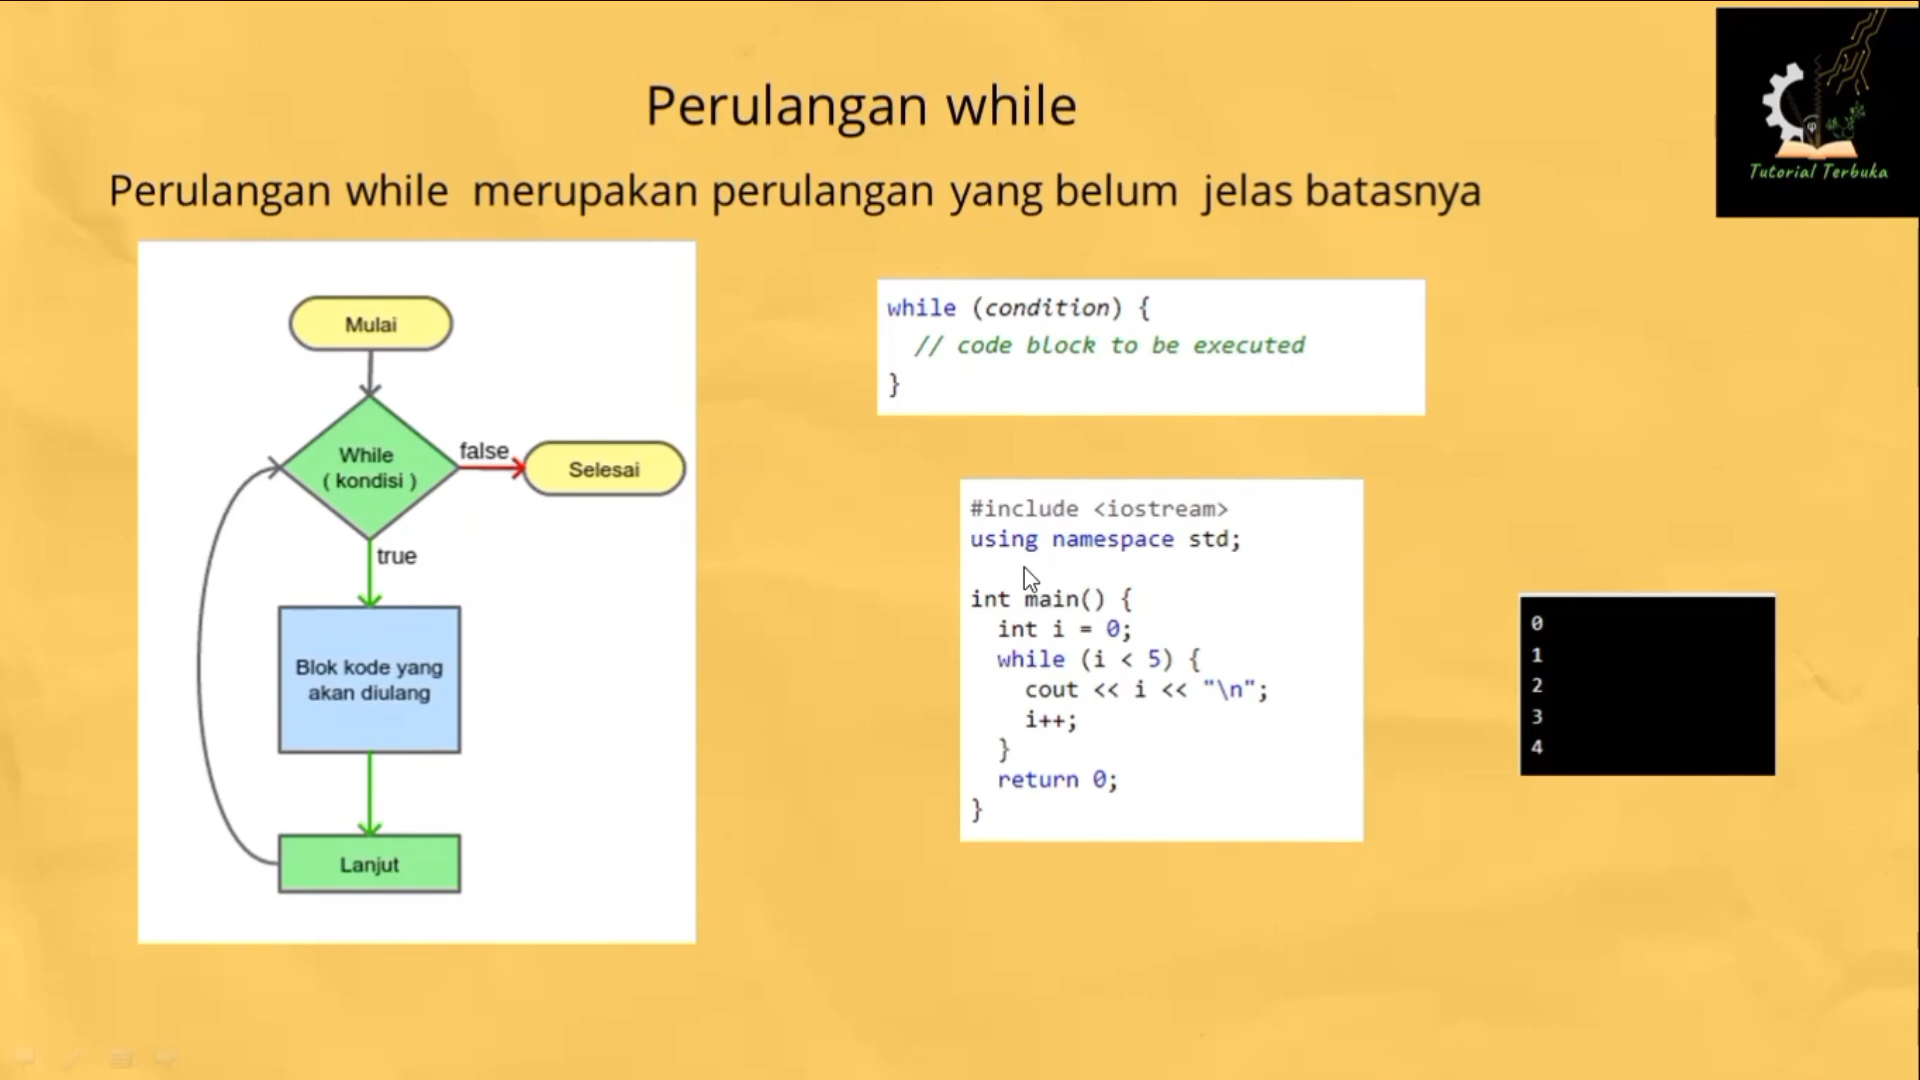 Perulangan while
Tutorial Terbuka
Perulangan while merupakan perulangan yang belum jelas batasnya
Mulai
While
( kondisi )
false
Selesai
true
Blok kode yang
akan diulang
Lanjut
while (condition) {
// code block to be executed
}
#include <iostream>
using namespace std;
int main() {
int i = 0;
while (i < 5) {
cout << i << "\n";
i++;
}
return 0;
}
0
1
2
3
4